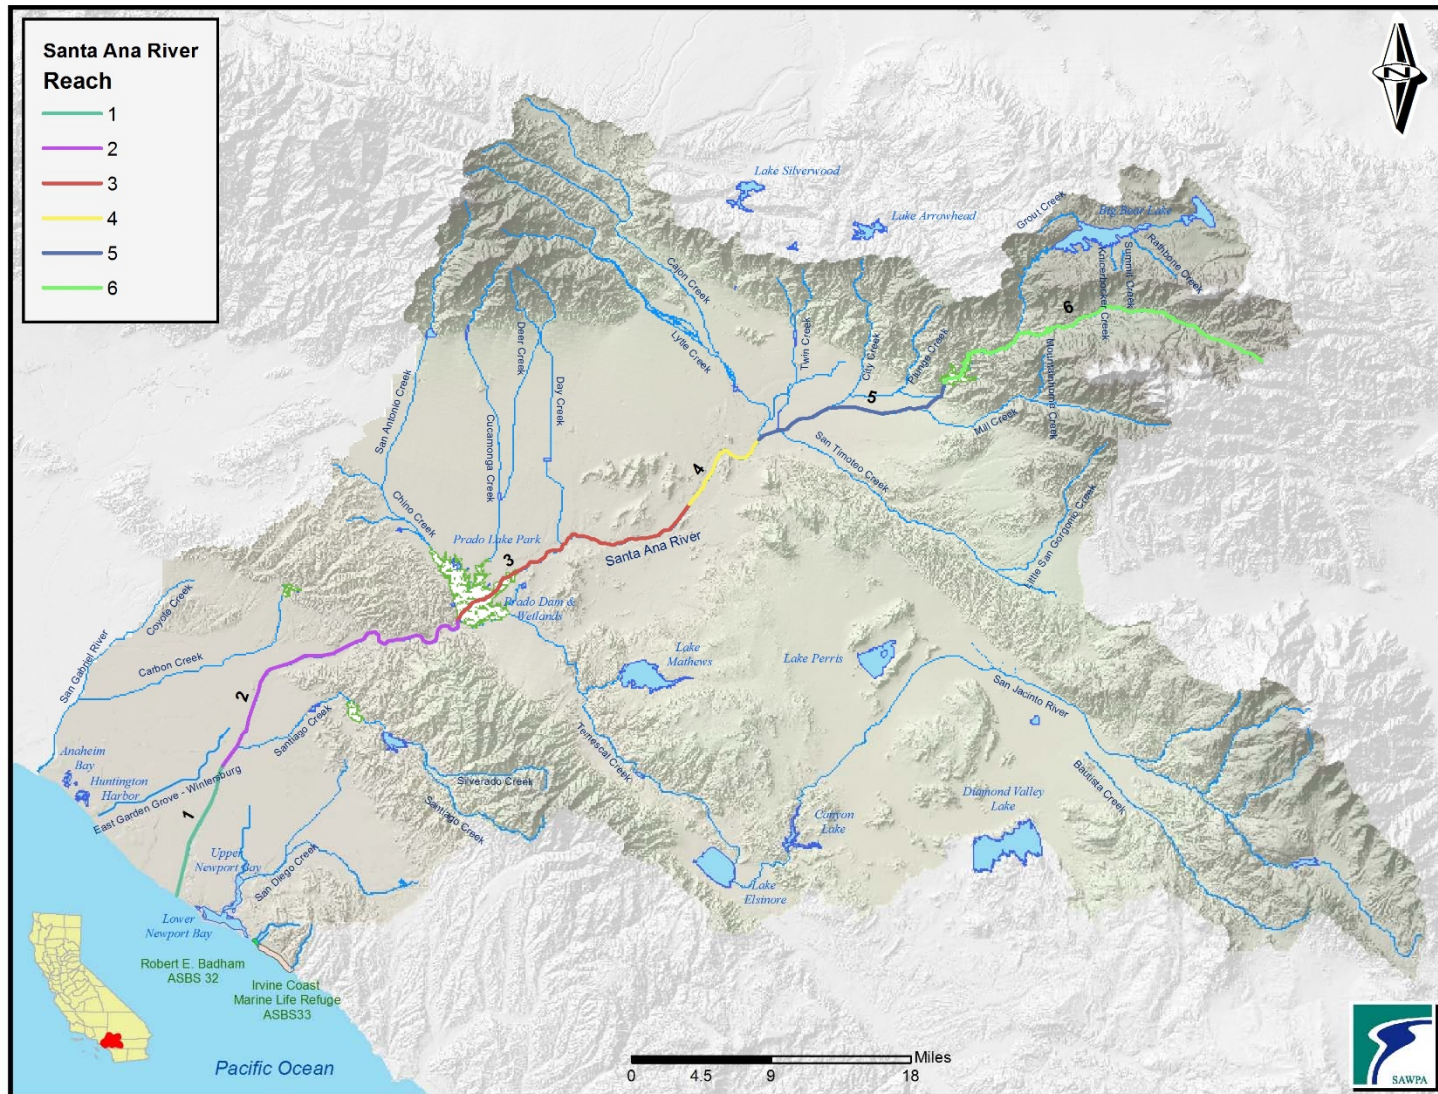 Santa Ana River
Reach
1
2
3
4
5
6
N
Lake Silverwood
Lake Arrowhead
Grout Creek
Big Bear Lake
Rathbone Creek
Summit Creek
Knicerbocker Creek
Cajon Creek
Lytle Creek
Twin Creek
City Creek
Plunge Creek
6
Mountainhome Creek
Mill Creek
5
Deer Creek
Day Creek
San Antonio Creek
Cucamonga Creek
San Timoteo Creek
Little San Gorgonio Creek
4
Chino Creek
Prado Lake Park
3
Santa Ana River
Prado Dam &
Wetlands
Coyote Creek
San Gabriel River
Carbon Creek
2
Lake
Mathews
Lake Perris
San Jacinto River
Santiago Creek
Temescal Creek
Anaheim
Bay
Huntington
Harbor
East Garden Grove - Wintersburg
1
Silverado Creek
Santiago Creek
Bautista Creek
Diamond Valley
Lake
Canyon
Lake
Lake
Elsinore
Upper
Newport Bay
San Diego Creek
Lower
Newport Bay
Robert E. Badham
ASBS 32
Irvine Coast
Marine Life Refuge
ASBS33
Pacific Ocean
Miles
0
4.5
9
18
SAWPA